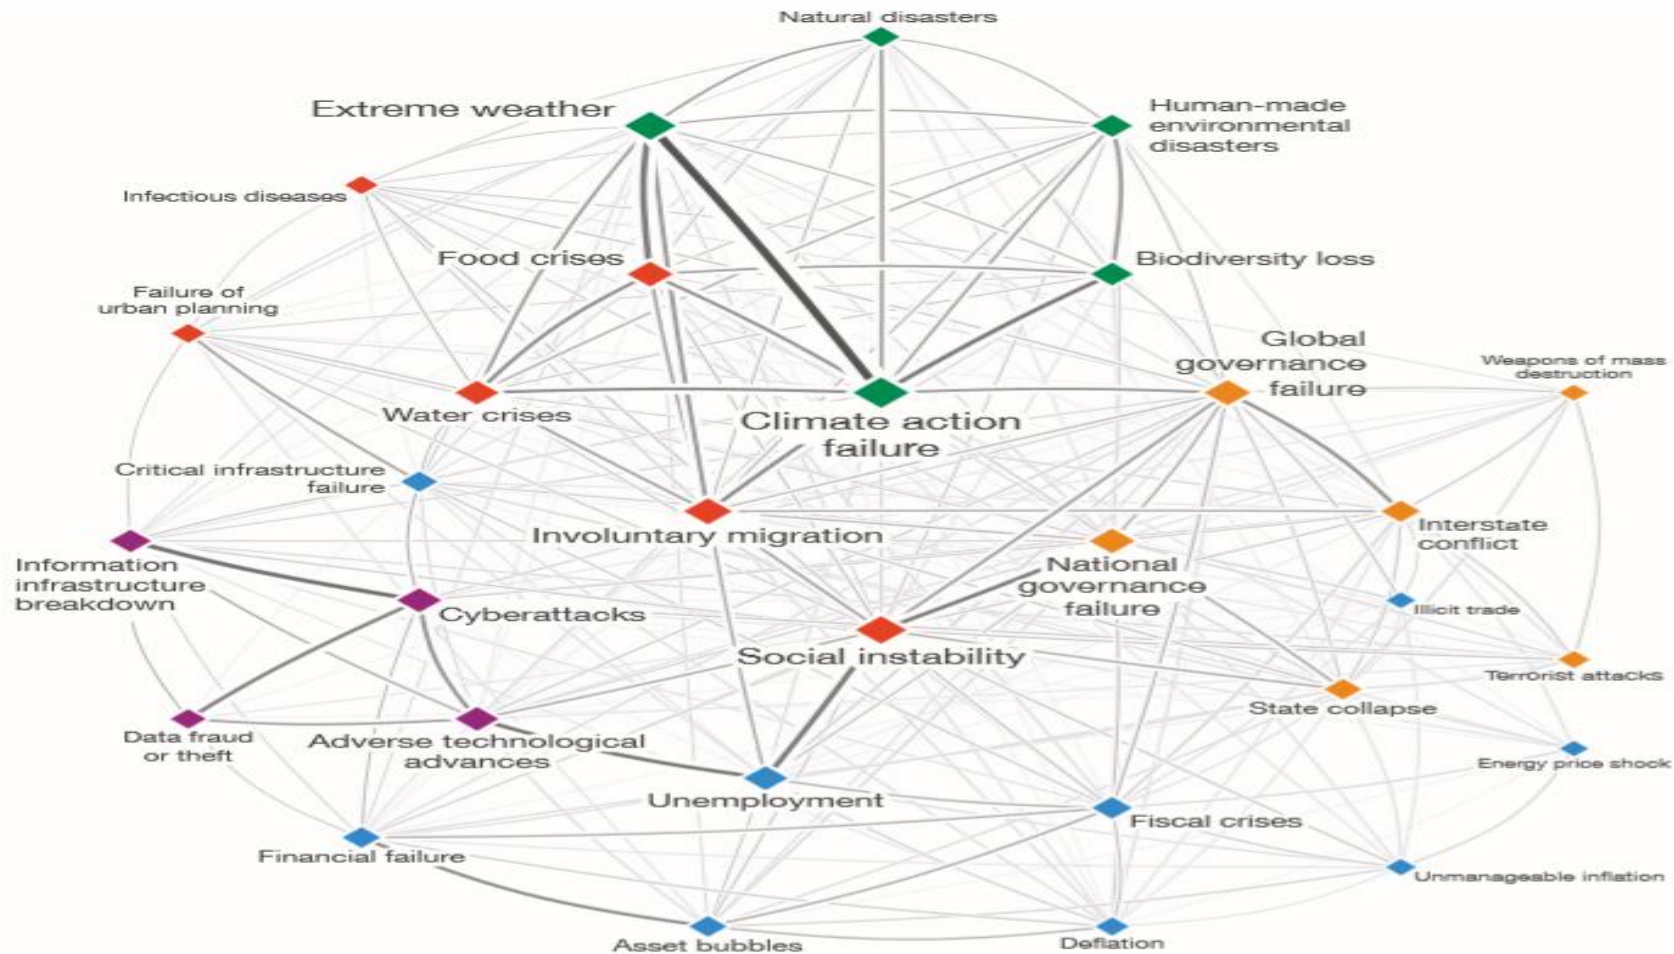 Natural disasters
Extreme weather
Human-made
environmental
disasters
Infectious diseases
Food crises
Biodiversity loss
Failure of
urban planning
Global
governance
failure
Weapons of mass
destruction
Water crises
Climate action
failure
Critical infrastructure
failure
Involuntary migration
Interstate
conflict
Information
infrastructure
breakdown
National
governance
failure
Cyberattacks
Illicit trade
Social instability
Terrorist attacks
State collapse
Data fraud
or theft
Adverse technological
advances
Energy price shock
Unemployment
Fiscal crises
Financial failure
Unmanageable inflation
Asset bubbles
Deflation